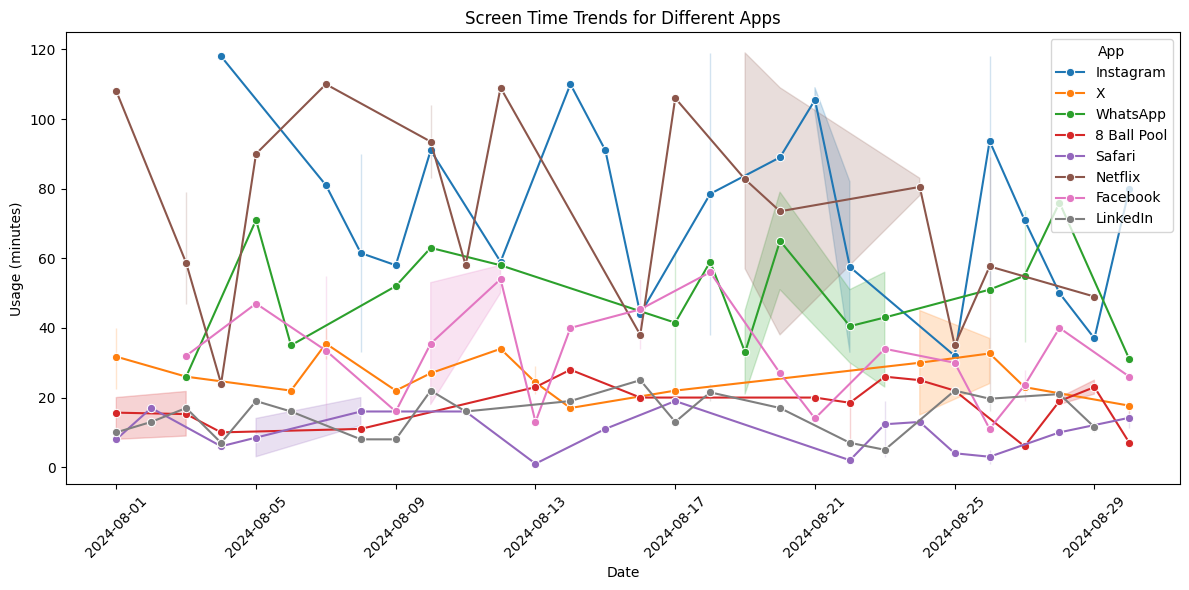 Screen Time Trends for Different Apps
120
100
80
60
40
20
0
Usage (minutes)
App
Instagram
X
WhatsApp
8 Ball Pool
Safari
Netflix
Facebook
LinkedIn
2024-08-01
2024-08-05
2024-08-09
2024-08-13
2024-08-17
2024-08-21
2024-08-25
2024-08-29
Date